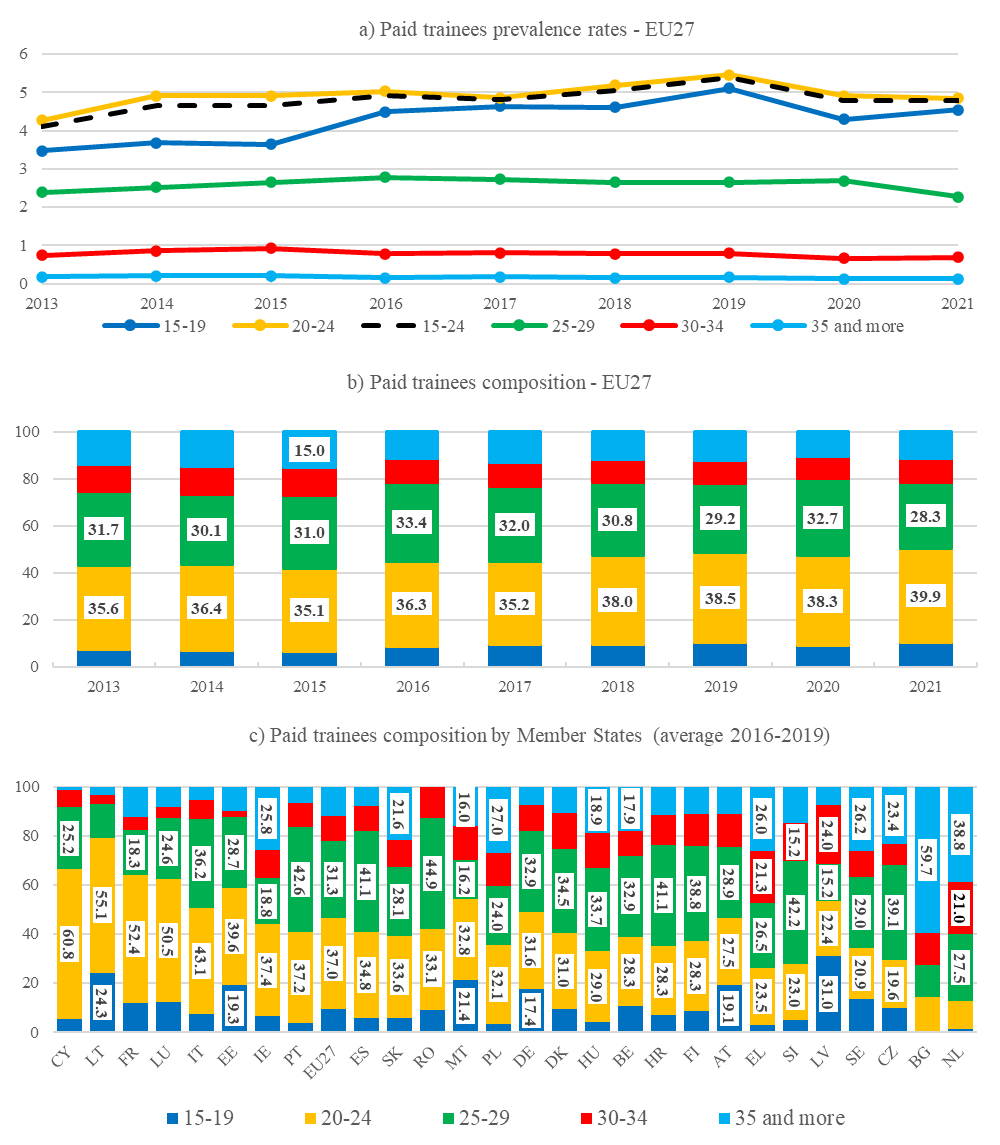 a) Paid trainees prevalence rates - EU27
6
5
4
3
2
1
0
2013 2014 2015 2016 2017 2018 2019 2020 2021
15-19 20-24 15-24 25-29 30-34 35 and more
b) Paid trainees composition - EU27
100
15.0
80
31.7 30.1 31.0 33.4 32.0 30.8 29.2 32.7 28.3
60
40
35.6 36.4 35.1 36.3 35.2 38.0 38.5 38.3 39.9
20
0
2013 2014 2015 2016 2017 2018 2019 2020 2021
c) Paid trainees composition by Member States (average 2016-2019)
100
80
60
40
20
0
25.2 60.8
55.1 24.3
18.3 52.4
24.6 50.5
36.2 43.1
28.7 39.6 19.3
25.8 18.8 37.4
42.6 37.2
31.3 37.0
41.1 34.8
21.6 28.1 33.6
44.9 33.1
16.0 16.2 32.8 21.4
27.0 24.0 32.1
32.9 31.6 17.4
34.5 31.0
18.9 33.7 29.0
17.9 32.9 28.3
41.1 28.3
38.8 28.3
28.9 27.5 19.1
26.0 21.3 26.5 23.5
15.2 42.2 23.0
24.0 15.2 22.4 31.0
26.2 29.0 20.9
23.4 39.1 19.6
59.7
38.8 21.0 27.5
CY LT FR LU IT EE IE PT EU27 ES SK RO MT PL DE DK HU BE HR FI AT EL SI LV SE CZ BG NL
15-19 20-24 25-29 30-34 35 and more